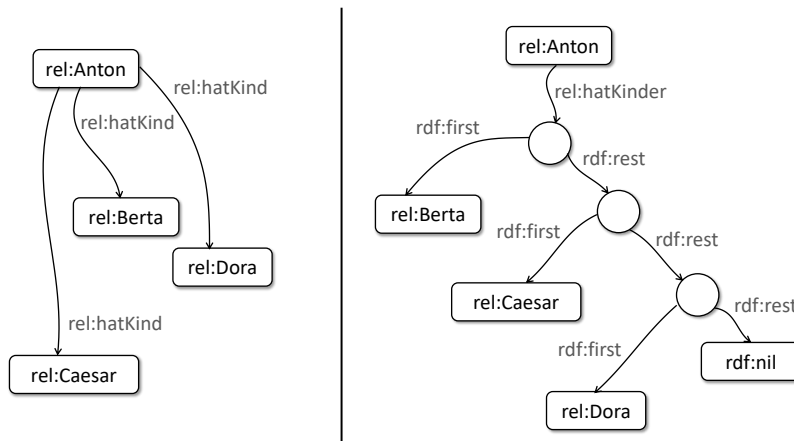 rel:Anton
rel:hatKind
rel:hatKind
rel:Berta
rel:Dora
rel:hatKind
rel:Caesar
rel:Anton
rel:hatKinder
rdf:first
rdf:rest
rel:Berta
rdf:first
rdf:rest
rel:Caesar
rdf:rest
rdf:first
rdf:nil
rel:Dora